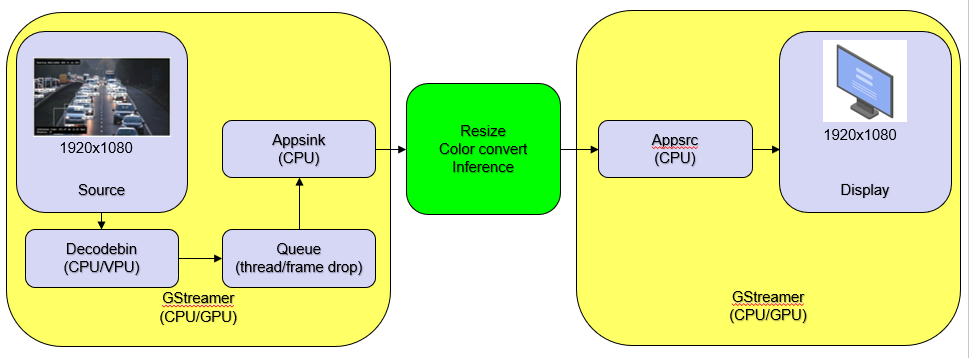 1920x1080
Source
Decodebin
(CPU/VPU)
Queue
(thread/frame drop)
Appsink
(CPU)
GStreamer
(CPU/GPU)
Resize
Color convert
Inference
Appsrc
(CPU)
1920x1080
Display
GStreamer
(CPU/GPU)